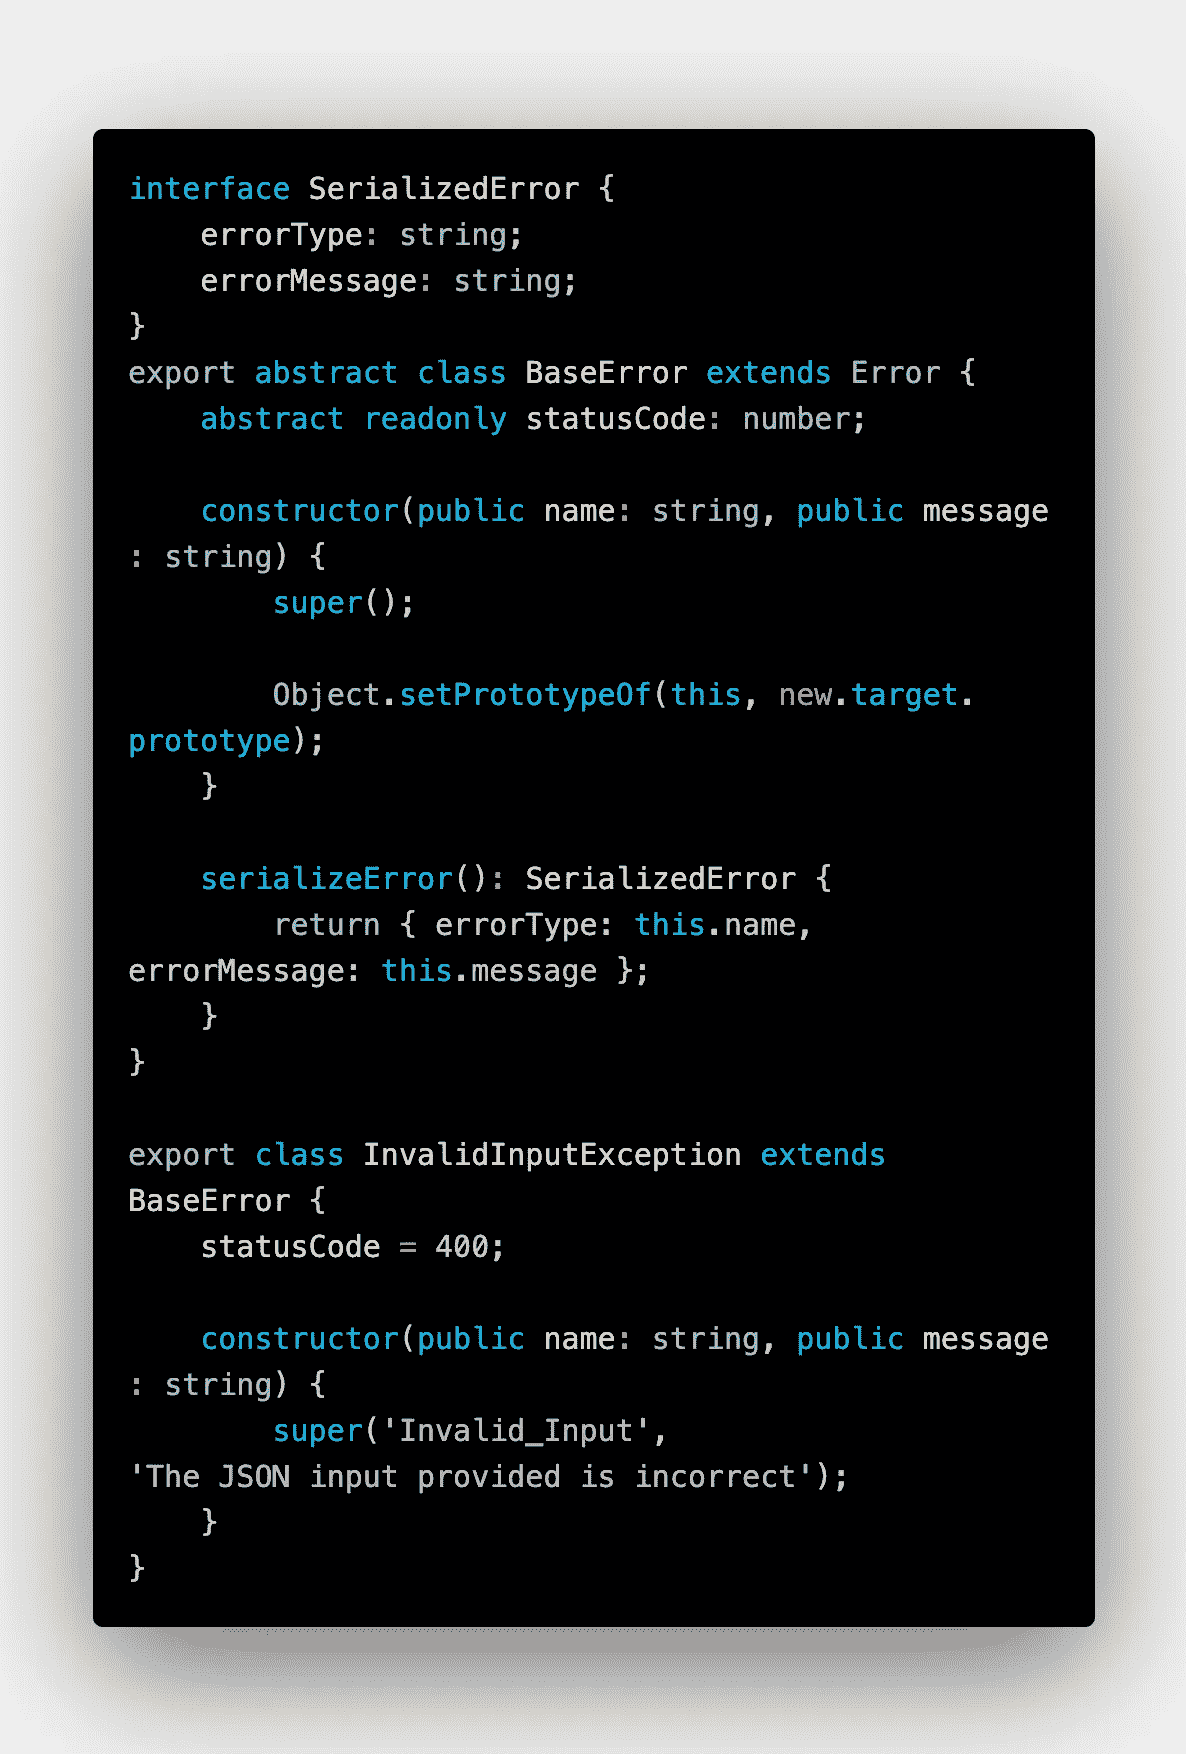 interface SerializedError {
    errorType: string;
    errorMessage: string;
}
export abstract class BaseError extends Error {
    abstract readonly statusCode: number;

    constructor(public name: string, public message
: string) {
        super();

        Object.setPrototypeOf(this, new.target.
prototype);
    }

    serializeError(): SerializedError {
        return { errorType: this.name,
errorMessage: this.message };
    }
}

export class InvalidInputException extends
BaseError {
    statusCode = 400;

    constructor(public name: string, public message
: string) {
        super('Invalid_Input',
'The JSON input provided is incorrect');
    }
}